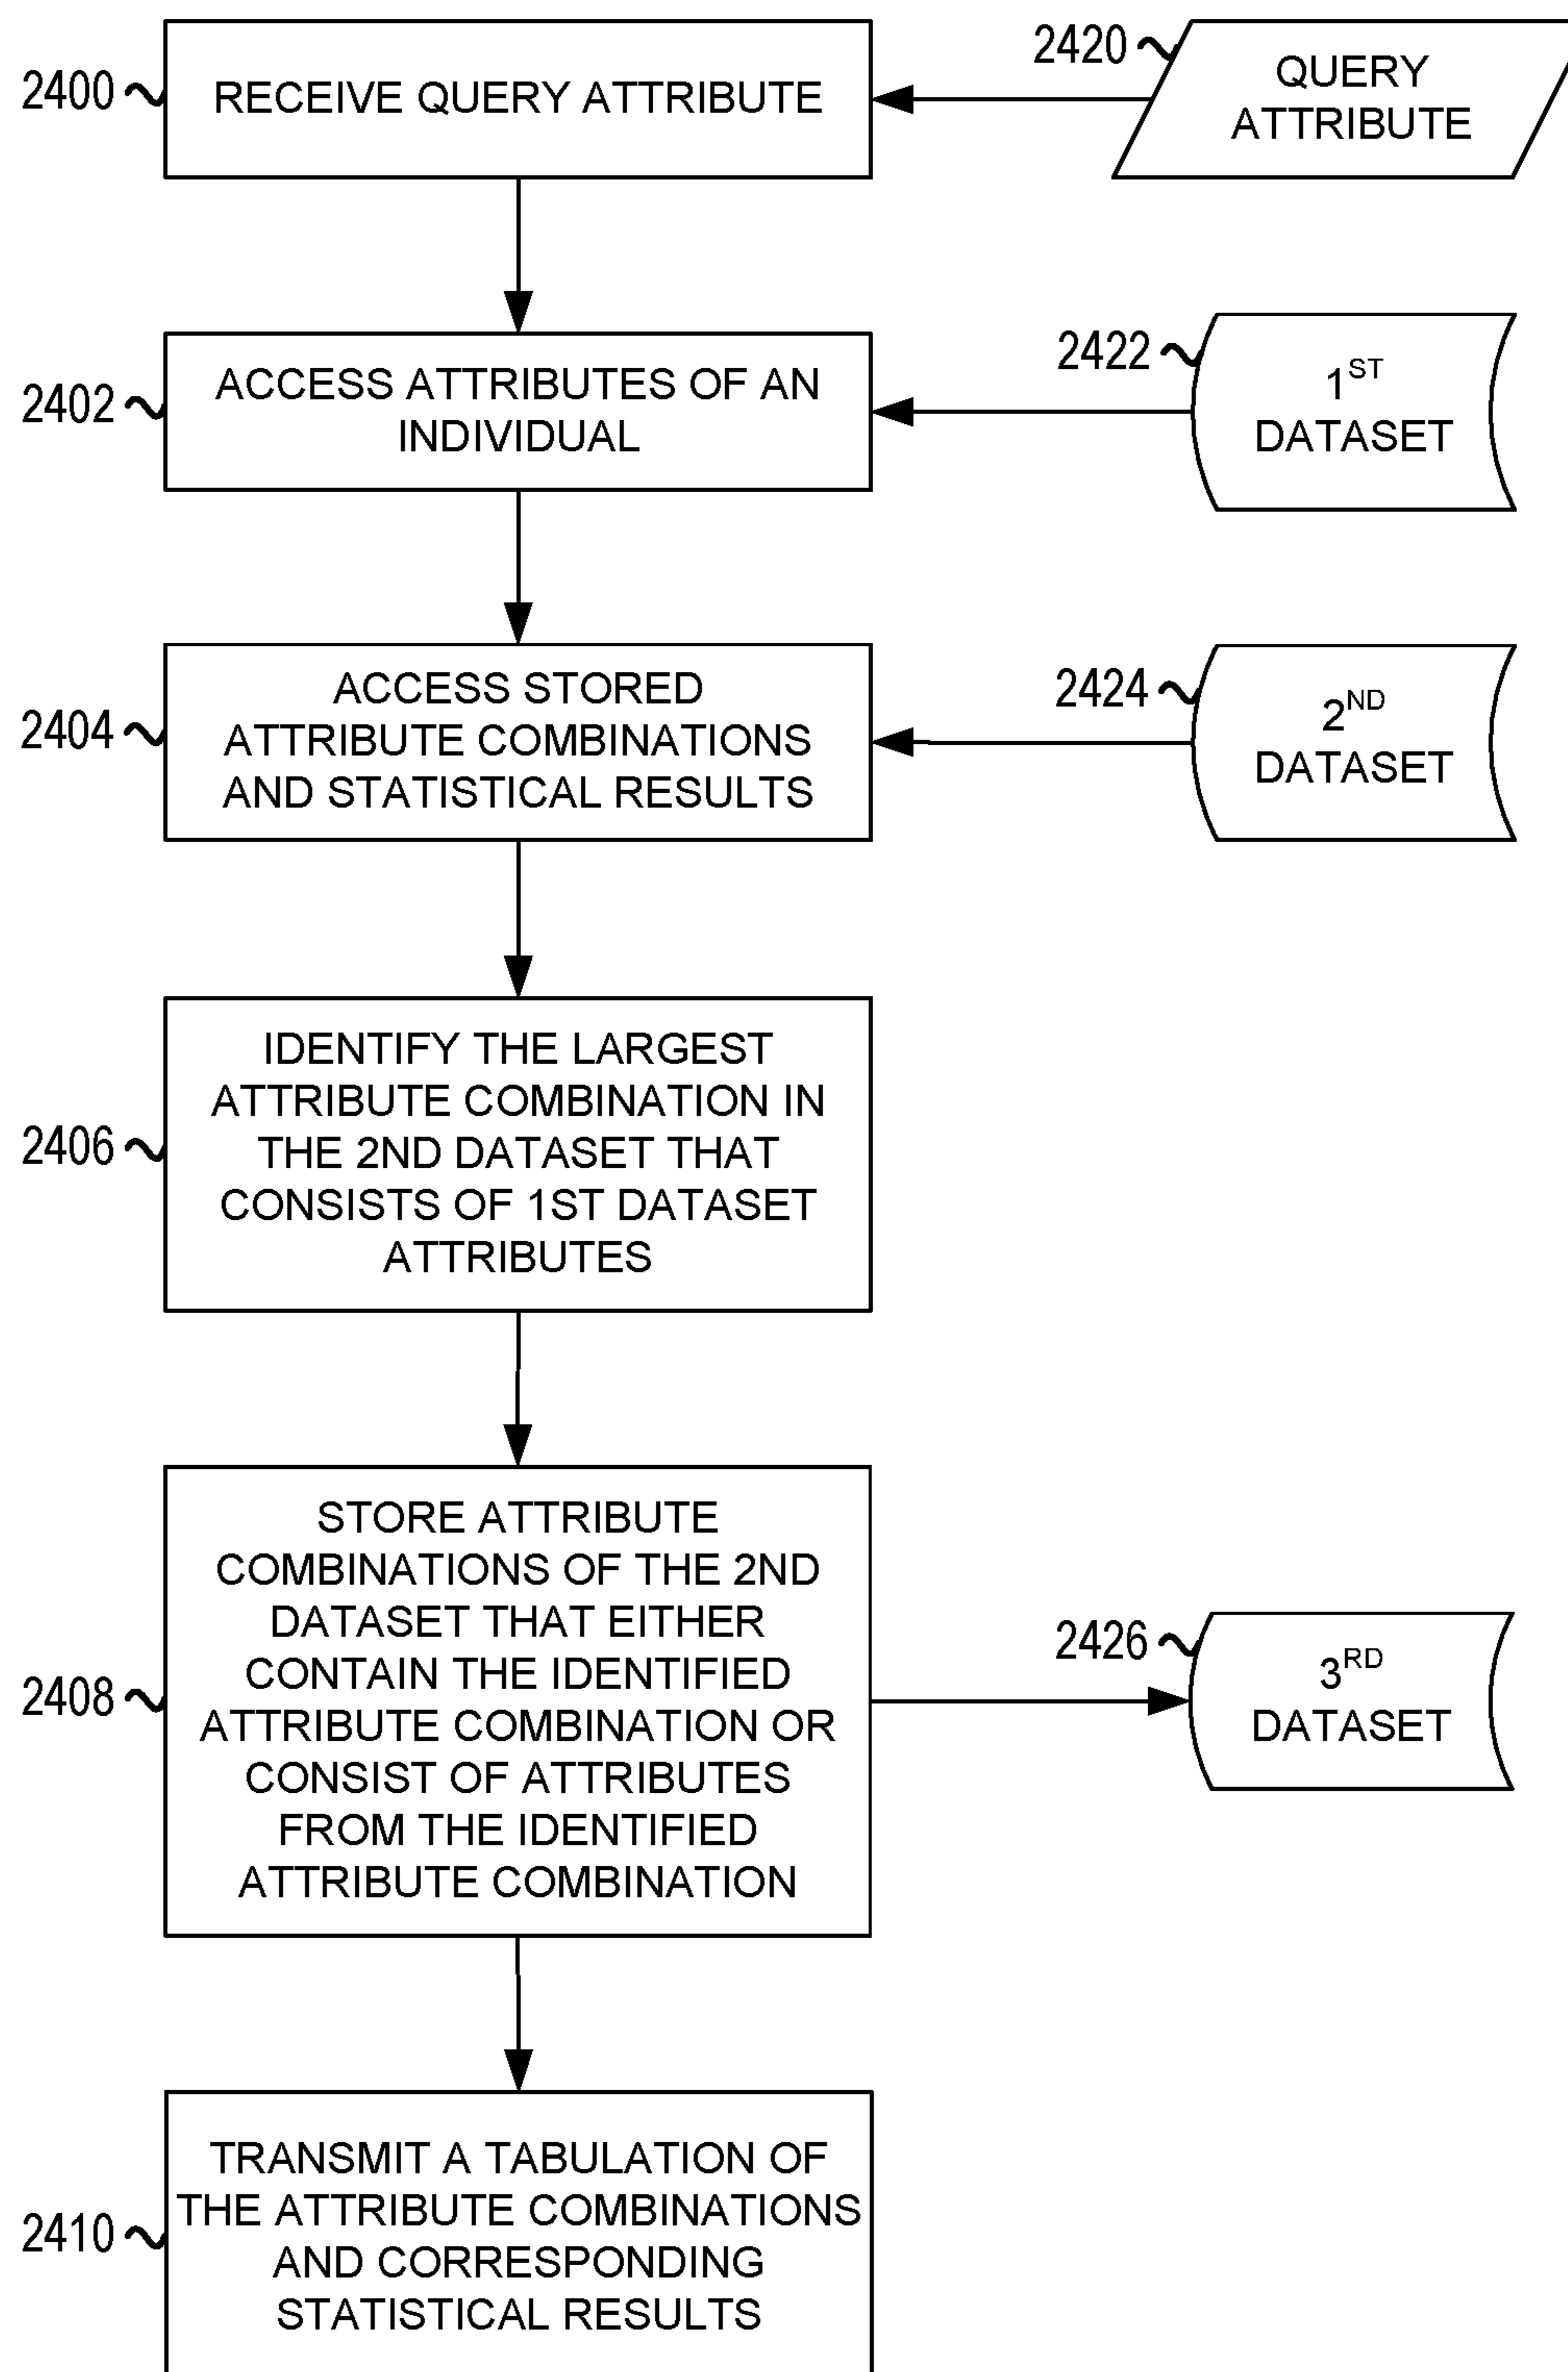 2400
RECEIVE QUERY ATTRIBUTE
2420
QUERY
ATTRIBUTE
2402
ACCESS ATTRIBUTES OF AN
INDIVIDUAL
2422
1ST
DATASET
2404
ACCESS STORED
ATTRIBUTE COMBINATIONS
AND STATISTICAL RESULTS
2424
2ND
DATASET
2406
IDENTIFY THE LARGEST
ATTRIBUTE COMBINATION IN
THE 2ND DATASET THAT
CONSISTS OF 1ST DATASET
ATTRIBUTES
2408
STORE ATTRIBUTE
COMBINATIONS OF THE 2ND
DATASET THAT EITHER
CONTAIN THE IDENTIFIED
ATTRIBUTE COMBINATION OR
CONSIST OF ATTRIBUTES
FROM THE IDENTIFIED
ATTRIBUTE COMBINATION
2426
3RD
DATASET
2410
TRANSMIT A TABULATION OF
THE ATTRIBUTE COMBINATIONS
AND CORRESPONDING
STATISTICAL RESULTS